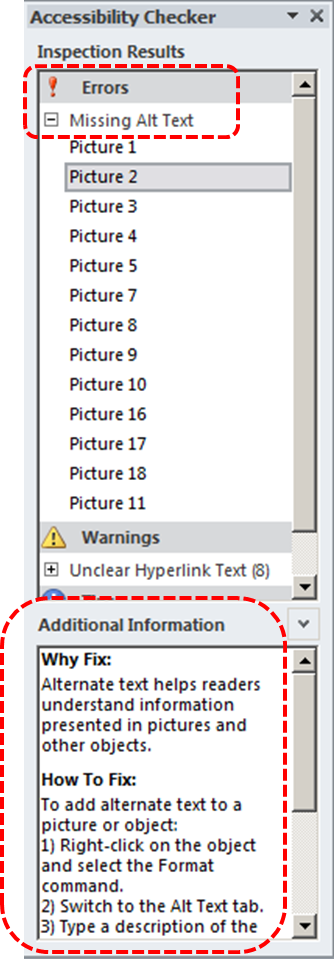 Accessibility Checker
Inspection Results
Errors
Missing Alt Text
Picture 1
Picture 2
Picture 3
Picture 4
Picture 5
Picture 7
Picture 8
Picture 9
Picture 10
Picture 16
Picture 17
Picture 18
Picture 11
Warnings
Unclear Hyperlink Text (8)
Additional Information
Why Fix:
Alternate text helps readers
understand information
presented in pictures and
other objects.
How To Fix:
To add alternate text to a
picture or object:
1) Right-click on the object
and select the Format
command.
2) Switch to the Alt Text tab.
3) Type a description of the